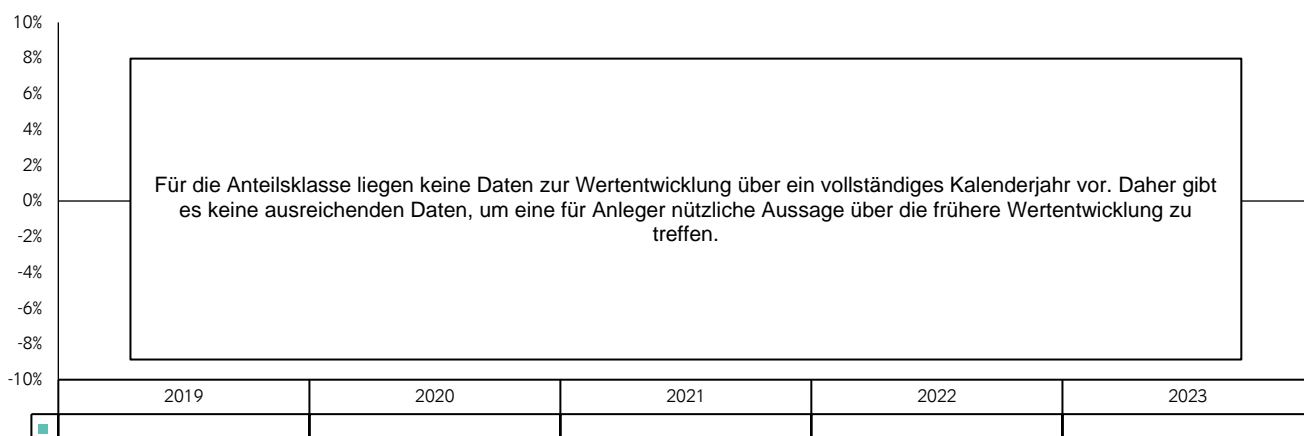 10%
8%
6%
4%
2%
0%
-2%
-4%
-6%
-8%
-10%
Für die Anteilsklasse liegen keine Daten zur Wertentwicklung über ein vollständiges Kalenderjahr vor. Daher gibt
es keine ausreichenden Daten, um eine für Anleger nützliche Aussage über die frühere Wertentwicklung zu
treffen.
2019 2020 2021 2022 2023